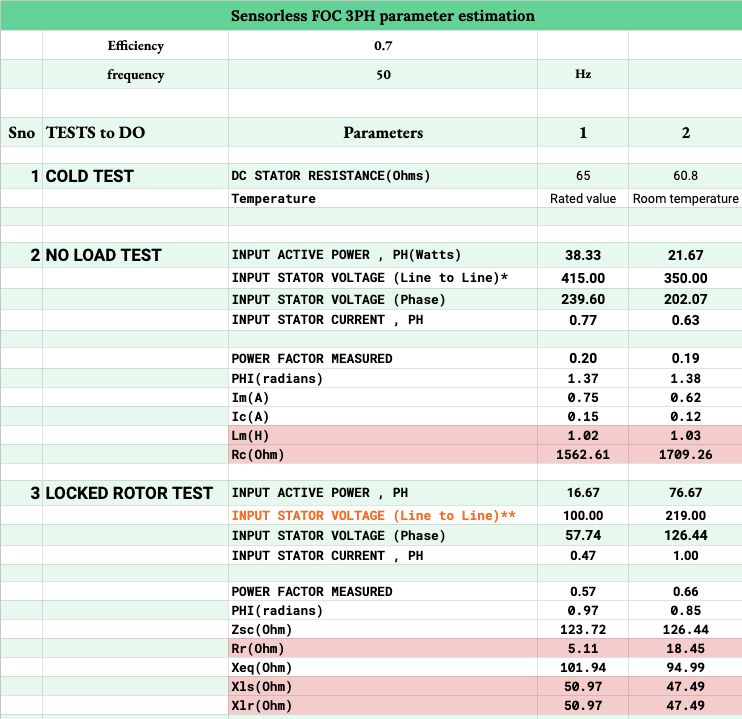 Sensorless FOC 3PH parameter estimation
Efficiency 0.7
frequency 50 Hz
Sno TESTS to DO Parameters 1 2
1 COLD TEST DC STATOR RESISTANCE(Ohms) 65 60.8
Temperature Rated value Room temperature
2 NO LOAD TEST INPUT ACTIVE POWER , PH(Watts) 38.33 21.67
INPUT STATOR VOLTAGE (Line to Line)* 415.00 350.00
INPUT STATOR VOLTAGE (Phase) 239.60 202.07
INPUT STATOR CURRENT , PH 0.77 0.63
POWER FACTOR MEASURED 0.20 0.19
PHI(radians) 1.37 1.38
Im(A) 0.75 0.62
Ic(A) 0.15 0.12
Lm(H) 1.02 1.03
Rc(Ohm) 1562.61 1709.26
3 LOCKED ROTOR TEST INPUT ACTIVE POWER , PH 16.67 76.67
INPUT STATOR VOLTAGE (Line to Line)** 100.00 219.00
INPUT STATOR VOLTAGE (Phase) 57.74 126.44
INPUT STATOR CURRENT , PH 0.47 1.00
POWER FACTOR MEASURED 0.57 0.66
PHI(radians) 0.97 0.85
Zsc(Ohm) 123.72 126.44
Rr(Ohm) 5.11 18.45
Xeq(Ohm) 101.94 94.99
Xls(Ohm) 50.97 47.49
Xlr(Ohm) 50.97 47.49